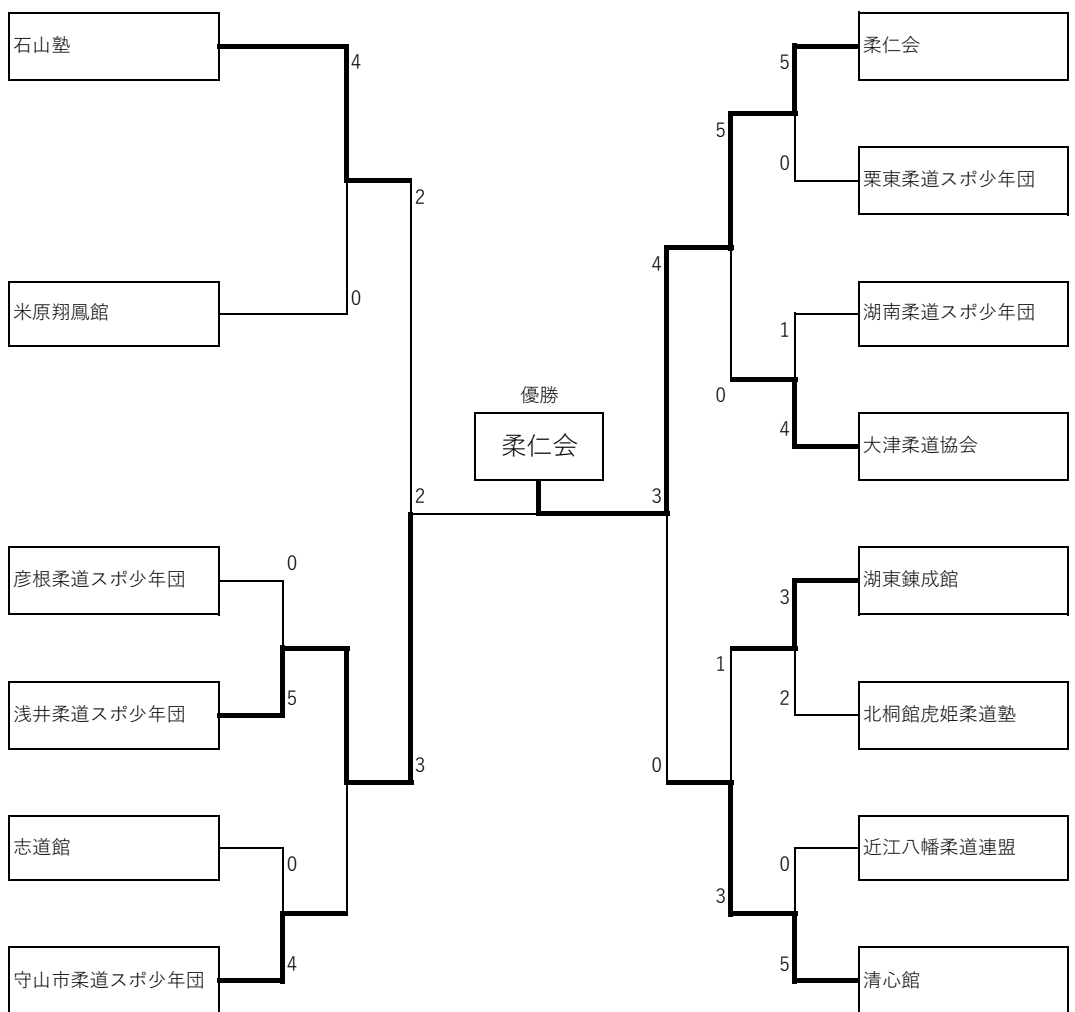 石山塾
4
2
米原翔鳳館
0
彦根柔道スポ少年団
0
浅井柔道スポ少年団
5
志道館
0
守山市柔道スポ少年団
4
3
2
優勝
柔仁会
3
4
0
5
0
1
3
柔仁会
5
栗東柔道スポ少年団
0
湖南柔道スポ少年団
1
大津柔道協会
4
湖東錬成館
3
北桐館虎姫柔道塾
2
近江八幡柔道連盟
0
清心館
5